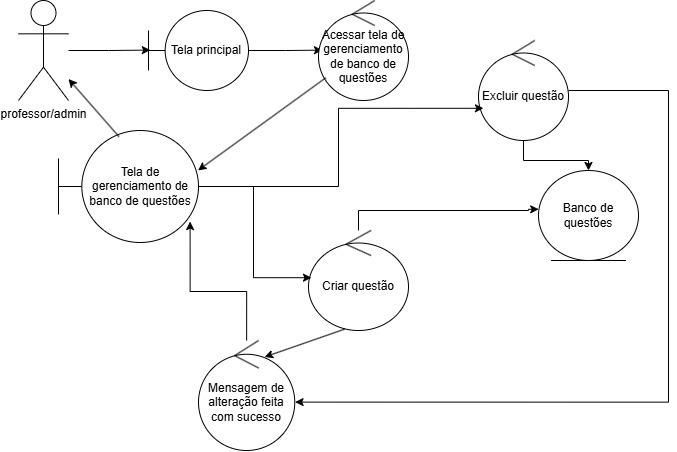 professor/admin
Tela principal
Acessar tela de
gerenciamento
de banco de
questões
Excluir questão
Tela de
gerenciamento de
banco de questões
Banco de
questões
Criar questão
Mensagem de
alteração feita
com sucesso